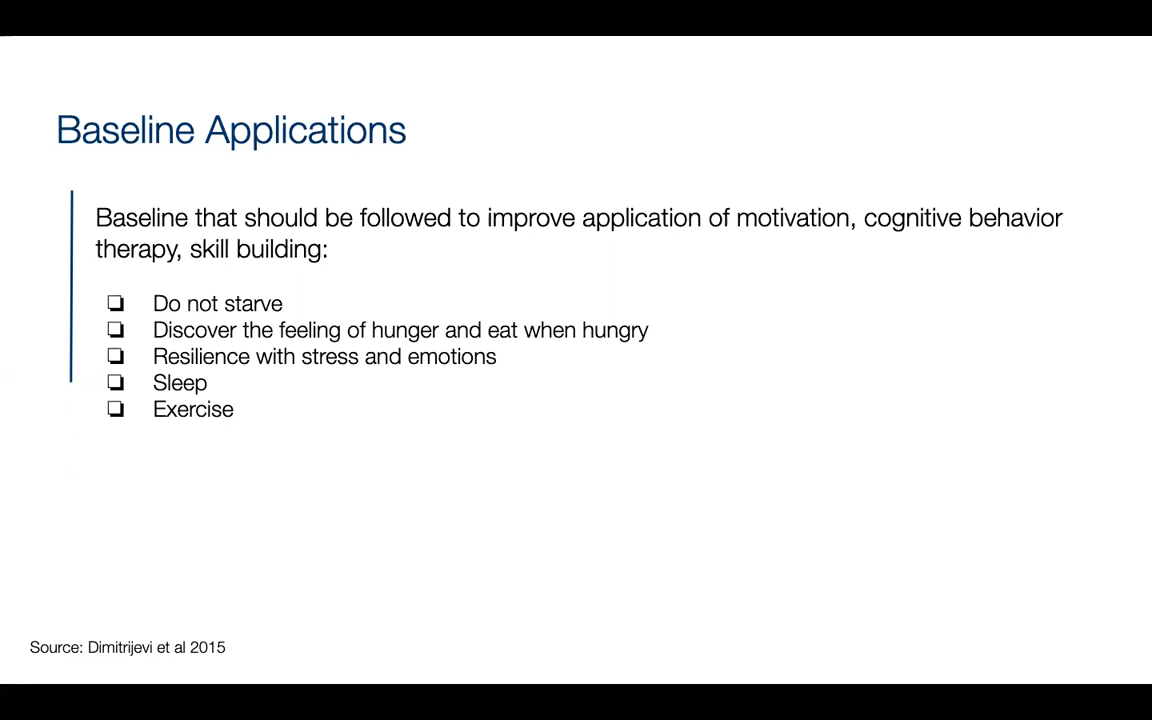 Baseline Applications
Baseline that should be followed to improve application of motivation, cognitive behavior
therapy, skill building:
❏ Do not starve
❏ Discover the feeling of hunger and eat when hungry
❏ Resilience with stress and emotions
❏ Sleep
❏ Exercise
Source: Dimitrijevi et al 2015